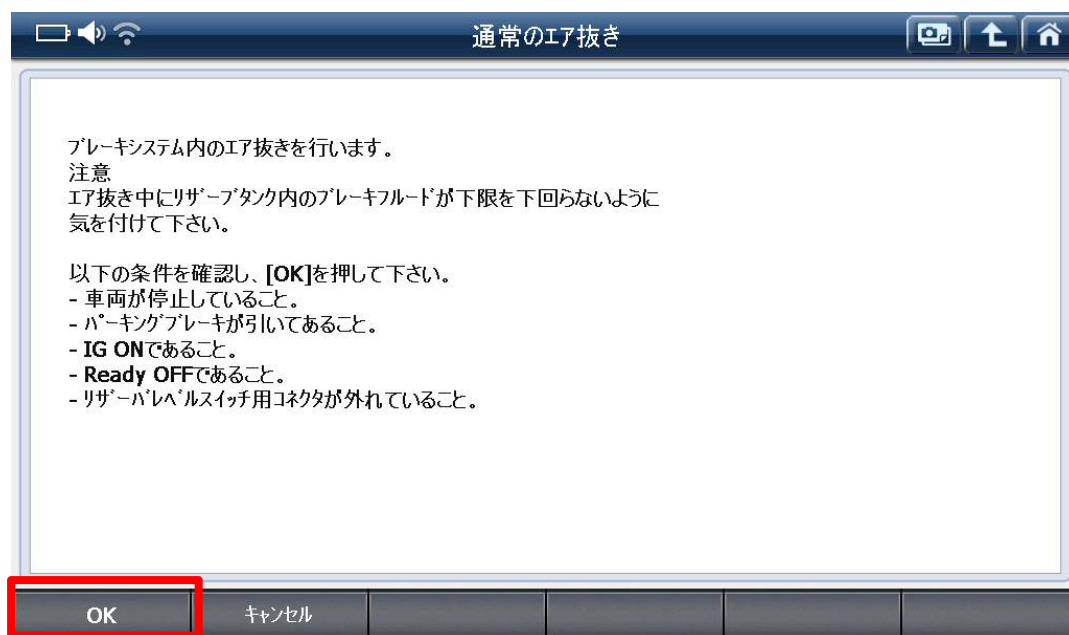 通常のｴｱ抜き
ﾌﾞﾚｰｷｼｽﾃﾑ内のｴｱ抜きを行います。
注意
ｴｱ抜き中にﾘｻﾞｰﾌﾞﾀﾝｸ内のﾌﾞﾚｰｷﾌﾙｰﾄﾞが下限を下回らないように
気を付けて下さい。
以下の条件を確認し、[OK]を押して下さい。
- 車両が停止していること。
- ﾊﾟｰｷﾝｸﾞﾌﾞﾚｰｷが引いてあること。
- IG ONであること。
- Ready OFFであること。
- ﾘｻﾞｰﾊﾞﾚﾍﾞﾙｽｲｯﾁ用ｺﾈｸﾀが外れていること。
OK
ｷｬﾝｾﾙ